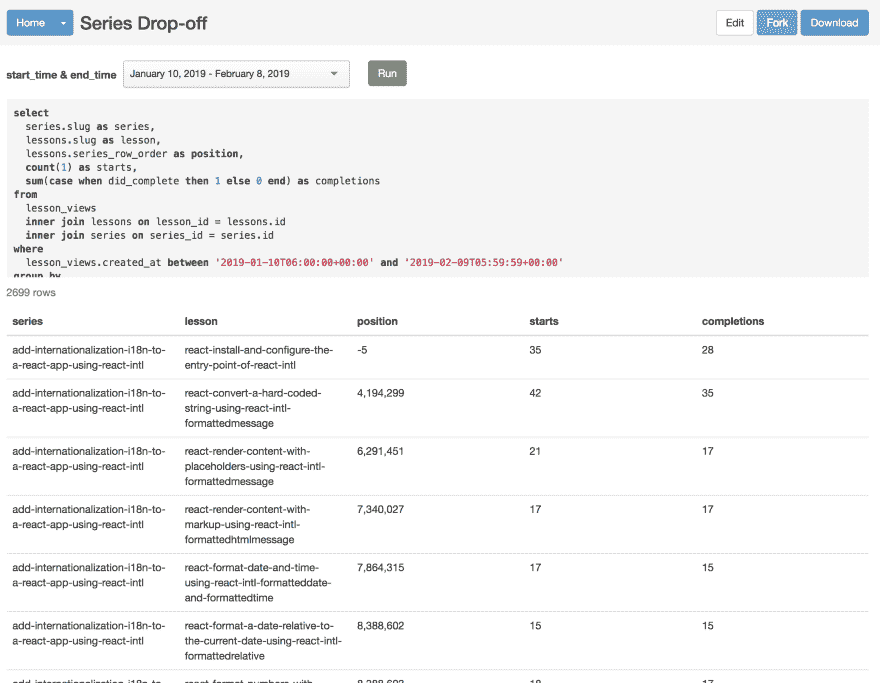 Home Series Drop-off Edit Fork Download
start_time & end_time January 10, 2019 - February 8, 2019 Run
select
series.slug as series,
lessons.slug as lesson,
lessons.series_row_order as position,
count(1) as starts,
sum(case when did_complete then 1 else 0 end) as completions
from
lesson_views
inner join lessons on lesson_id = lessons.id
inner join series on series_id = series.id
where
lesson_views.created_at between '2019-01-10T06:00:00+00:00' and '2019-02-09T05:59:59+00:00'
group by
2699 rows
series lesson position starts completions
add-internationalization-i18n-to- react-install-and-configure-the- -5 35 28
a-react-app-using-react-intl entry-point-of-react-intl
add-internationalization-i18n-to- react-convert-a-hard-coded- 4,194,299 42 35
a-react-app-using-react-intl string-using-react-intl-
formattedmessage
add-internationalization-i18n-to- react-render-content-with- 6,291,451 21 17
a-react-app-using-react-intl placeholders-using-react-intl-
formattedmessage
add-internationalization-i18n-to- react-render-content-with- 7,340,027 17 17
a-react-app-using-react-intl markup-using-react-intl-
formattedhtmlmessage
add-internationalization-i18n-to- react-format-date-and-time- 7,864,315 17 15
a-react-app-using-react-intl using-react-intl-formatteddate-
and-formattedtime
add-internationalization-i18n-to- react-format-a-date-relative-to- 8,388,602 15 15
a-react-app-using-react-intl the-current-date-using-react-intl-
formattedrelative
add-internationalization-i18n-to- react-format-numbers-with-